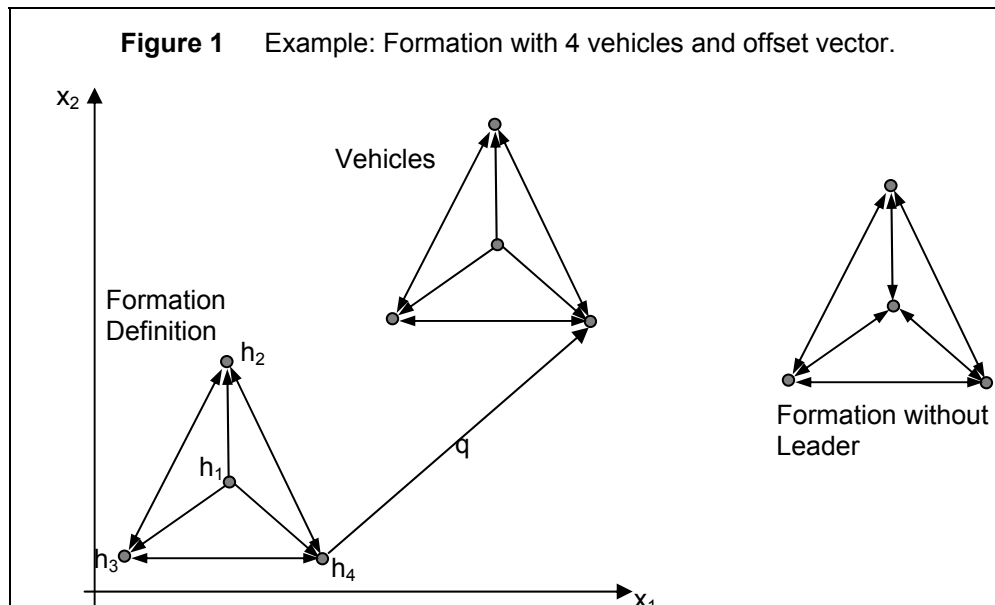 Figure 1 Example: Formation with 4 vehicles and offset vector.
x2
Vehicles
Formation
Definition
h2
h1
h3
h4
q
Formation without
Leader
x1